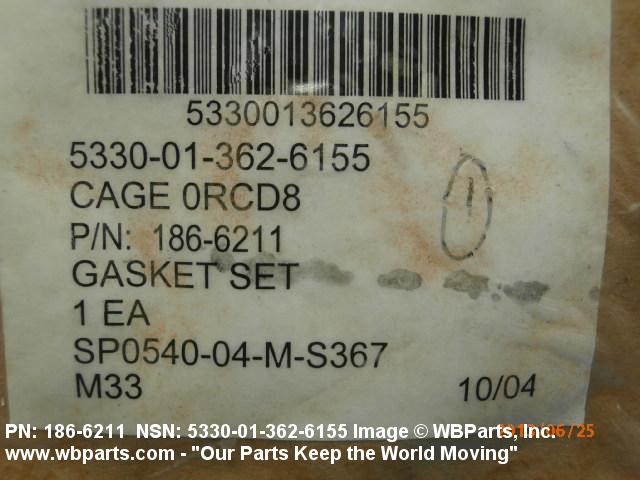 5330013626155
5330-01-362-6155
CAGE 0RCD8
P/N: 186-6211
1
GASKET SET
1 EA
SP0540-04-M-S367
M33 10/04
PN: 186-6211 NSN: 5330-01-362-6155 Image © WBParts, Inc.
www.wbparts.com - "Our Parts Keep the World Moving"